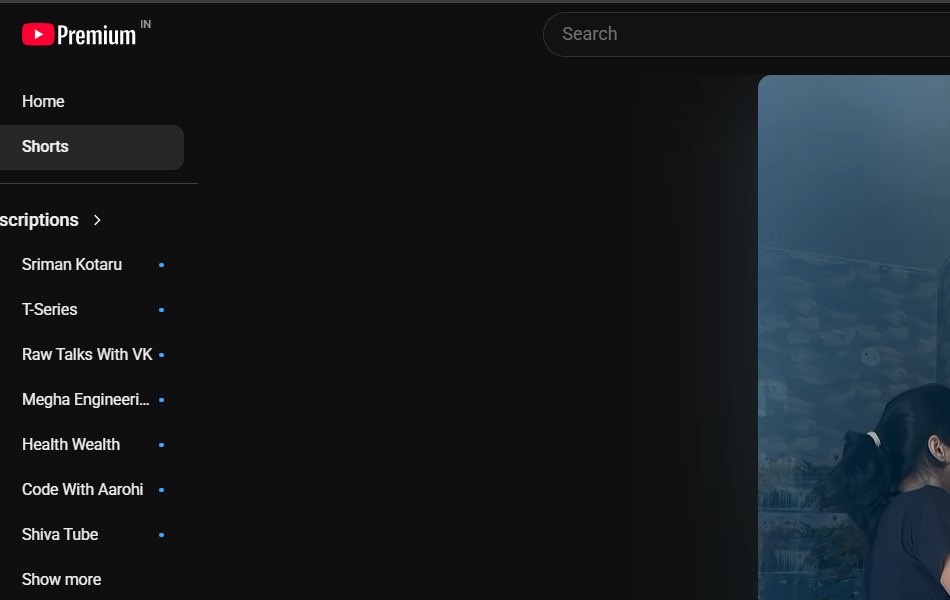 Premium IN
Search
Home
Shorts
scriptions
Sriman Kotaru
T-Series
Raw Talks With VK
Megha Engineeri...
Health Wealth
Code With Aarohi
Shiva Tube
Show more